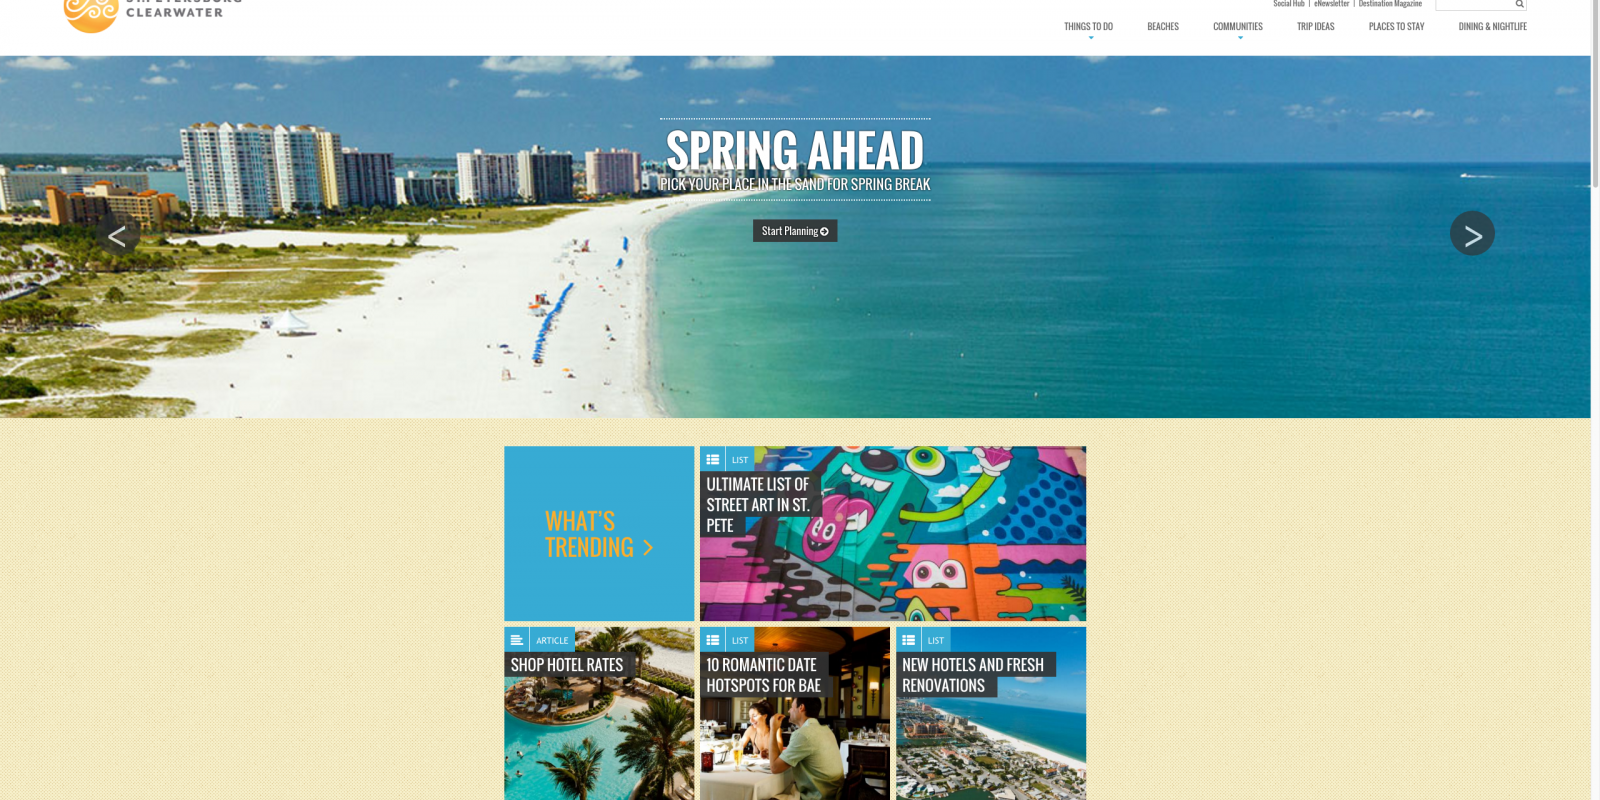 CLEARWATER
Social Hub | eNewsletter | Destination Magazine
THINGS TO DO BEACHES COMMUNITIES TRIP IDEAS PLACES TO STAY DINING & NIGHTLIFE
SPRING AHEAD
PICK YOUR PLACE IN THE SAND FOR SPRING BREAK
Start Planning
< >
WHAT'S
TRENDING >
LIST
ULTIMATE LIST OF
STREET ART IN ST.
PETE
ARTICLE
SHOP HOTEL RATES
LIST
10 ROMANTIC DATE
HOTSPOTS FOR BAE
LIST
NEW HOTELS AND FRESH
RENOVATIONS